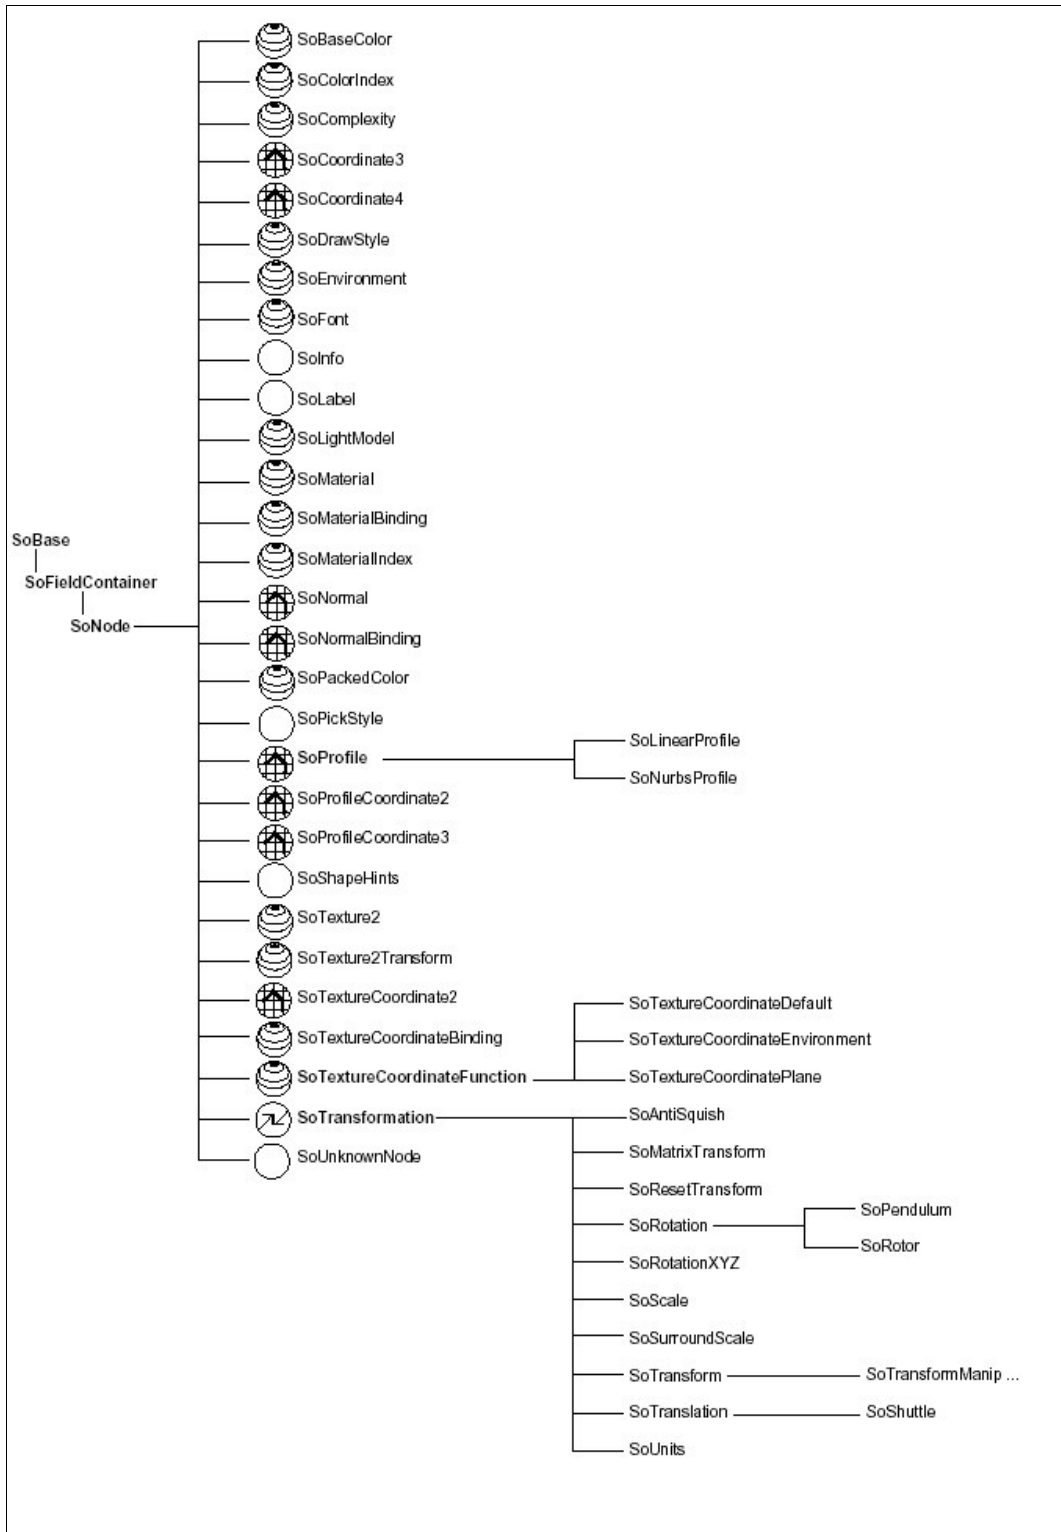 SoBaseColor
SoColorIndex
SoComplexity
SoCoordinate3
SoCoordinate4
SoDrawStyle
SoEnvironment
SoFont
SoInfo
SoLabel
SoLightModel
SoMaterial
SoMaterialBinding
SoBase
SoMaterialIndex
SoFieldContainer
SoNormal
SoNode
SoNormalBinding
SoPackedColor
SoPickStyle
SoLinearProfile
SoProfile
SoNurbsProfile
SoProfileCoordinate2
SoProfileCoordinate3
SoShapeHints
SoTexture2
SoTexture2Transform
SoTextureCoordinate2
SoTextureCoordinateDefault
SoTextureCoordinateBinding
SoTextureCoordinateEnvironment
SoTextureCoordinateFunction
SoTextureCoordinatePlane
SoTransformation
SoAntiSquish
SoUnknownNode
SoMatrixTransform
SoResetTransform
SoPendulum
SoRotation
SoRotor
SoRotationXYZ
SoScale
SoSurroundScale
SoTransform
SoTransformManip ...
SoTranslation
SoShuttle
SoUnits